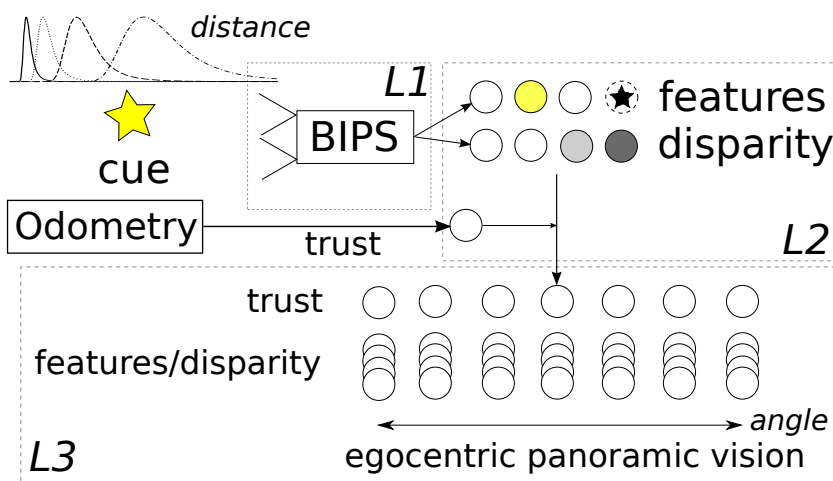 distance
L1
BIPS
features
disparity
cue
Odometry
trust
L2
trust
features/disparity
angle
egocentric panoramic vision
L3